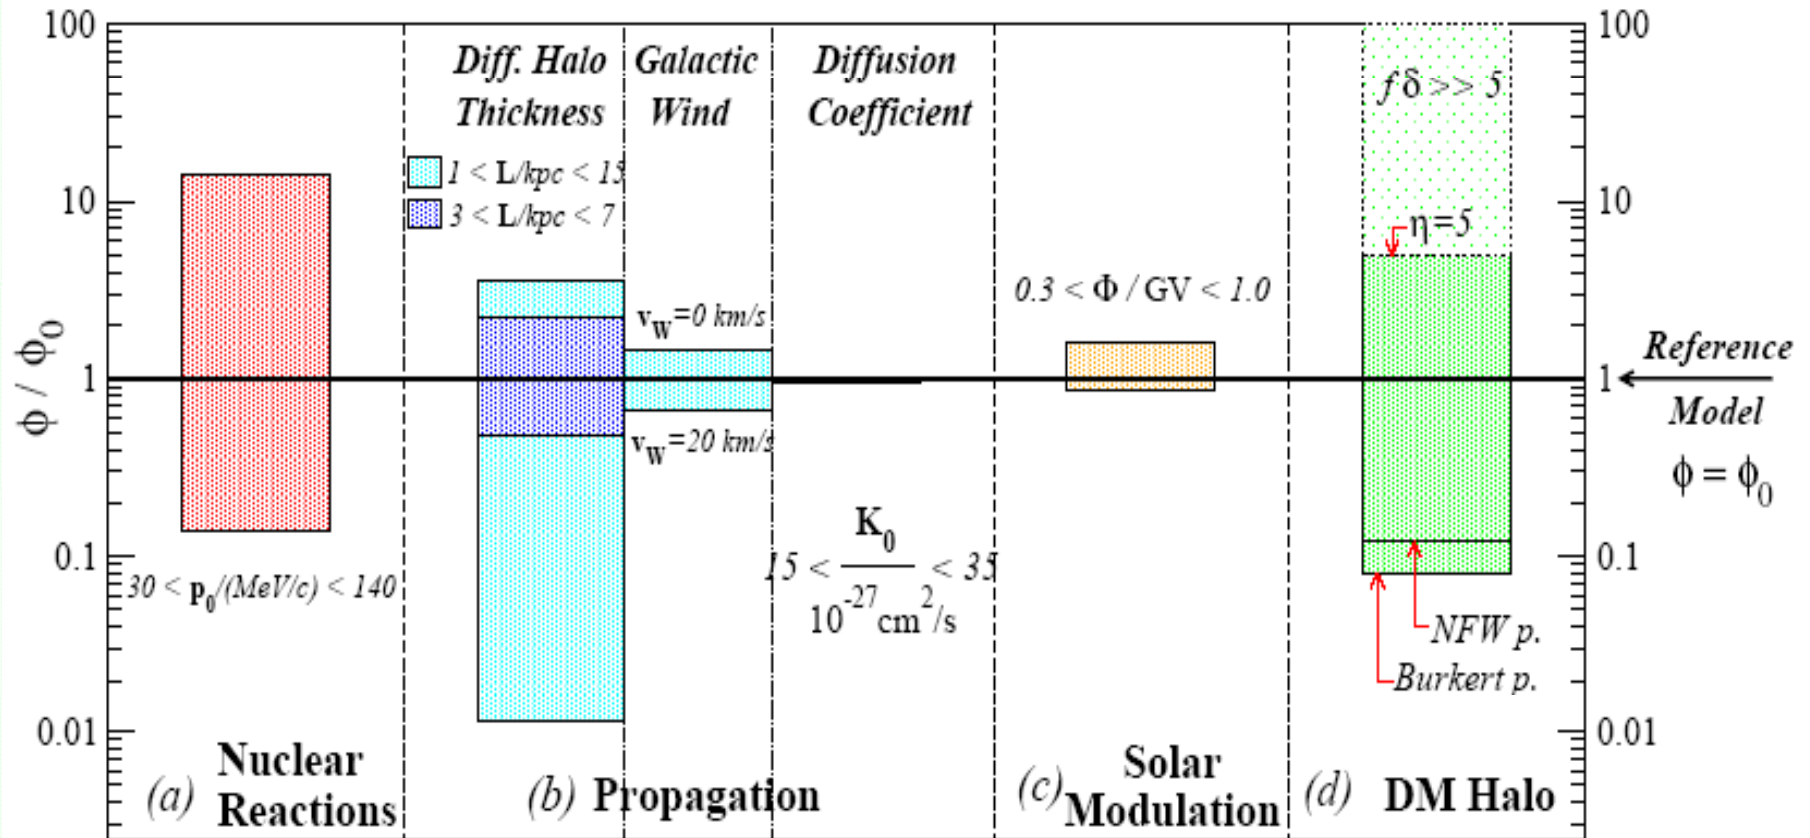 100
10
1
0.1
0.01
ϕ / ϕ0
30 < p0/(MeV/c) < 140
(a) Nuclear
Reactions
Diff. Halo
Thickness
1 < L/kpc < 15
3 < L/kpc < 7
Galactic
Wind
vW=0 km/s
vW=20 km/s
Diffusion
Coefficient
K0
15 < ——— < 35
10^-27 cm^2/s
(b) Propagation
0.3 < Φ / GV < 1.0
(c) Solar
Modulation
f δ >> 5
η=5
NFW p.
Burkert p.
(d) DM Halo
100
10
1
0.1
0.01
Reference
Model
ϕ = ϕ0